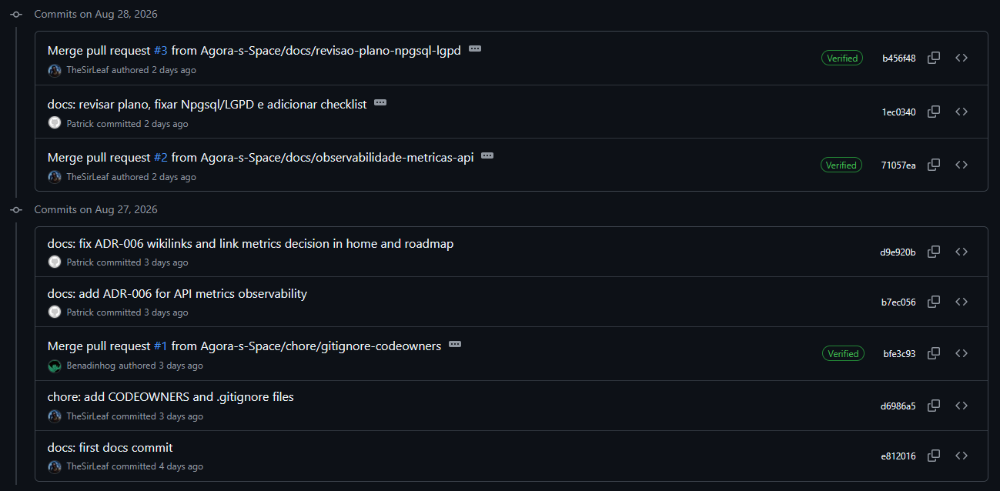 Commits on Aug 28, 2026
Merge pull request #3 from Agora-s-Space/docs/revisao-plano-npgsql-lgpd
Verified
b456f48
TheSirLeaf authored 2 days ago
docs: revisar plano, fixar Npgsql/LGPD e adicionar checklist
1ec0340
Patrick committed 2 days ago
Merge pull request #2 from Agora-s-Space/docs/observabilidade-metricas-api
Verified
71057ea
TheSirLeaf authored 2 days ago
Commits on Aug 27, 2026
docs: fix ADR-006 wikilinks and link metrics decision in home and roadmap
d9e920b
Patrick committed 3 days ago
docs: add ADR-006 for API metrics observability
b7ec056
Patrick committed 3 days ago
Merge pull request #1 from Agora-s-Space/chore/gitignore-codeowners
Verified
bfe3c93
Benadinhog authored 3 days ago
chore: add CODEOWNERS and .gitignore files
d6986a5
TheSirLeaf committed 3 days ago
docs: first docs commit
e812016
TheSirLeaf committed 4 days ago